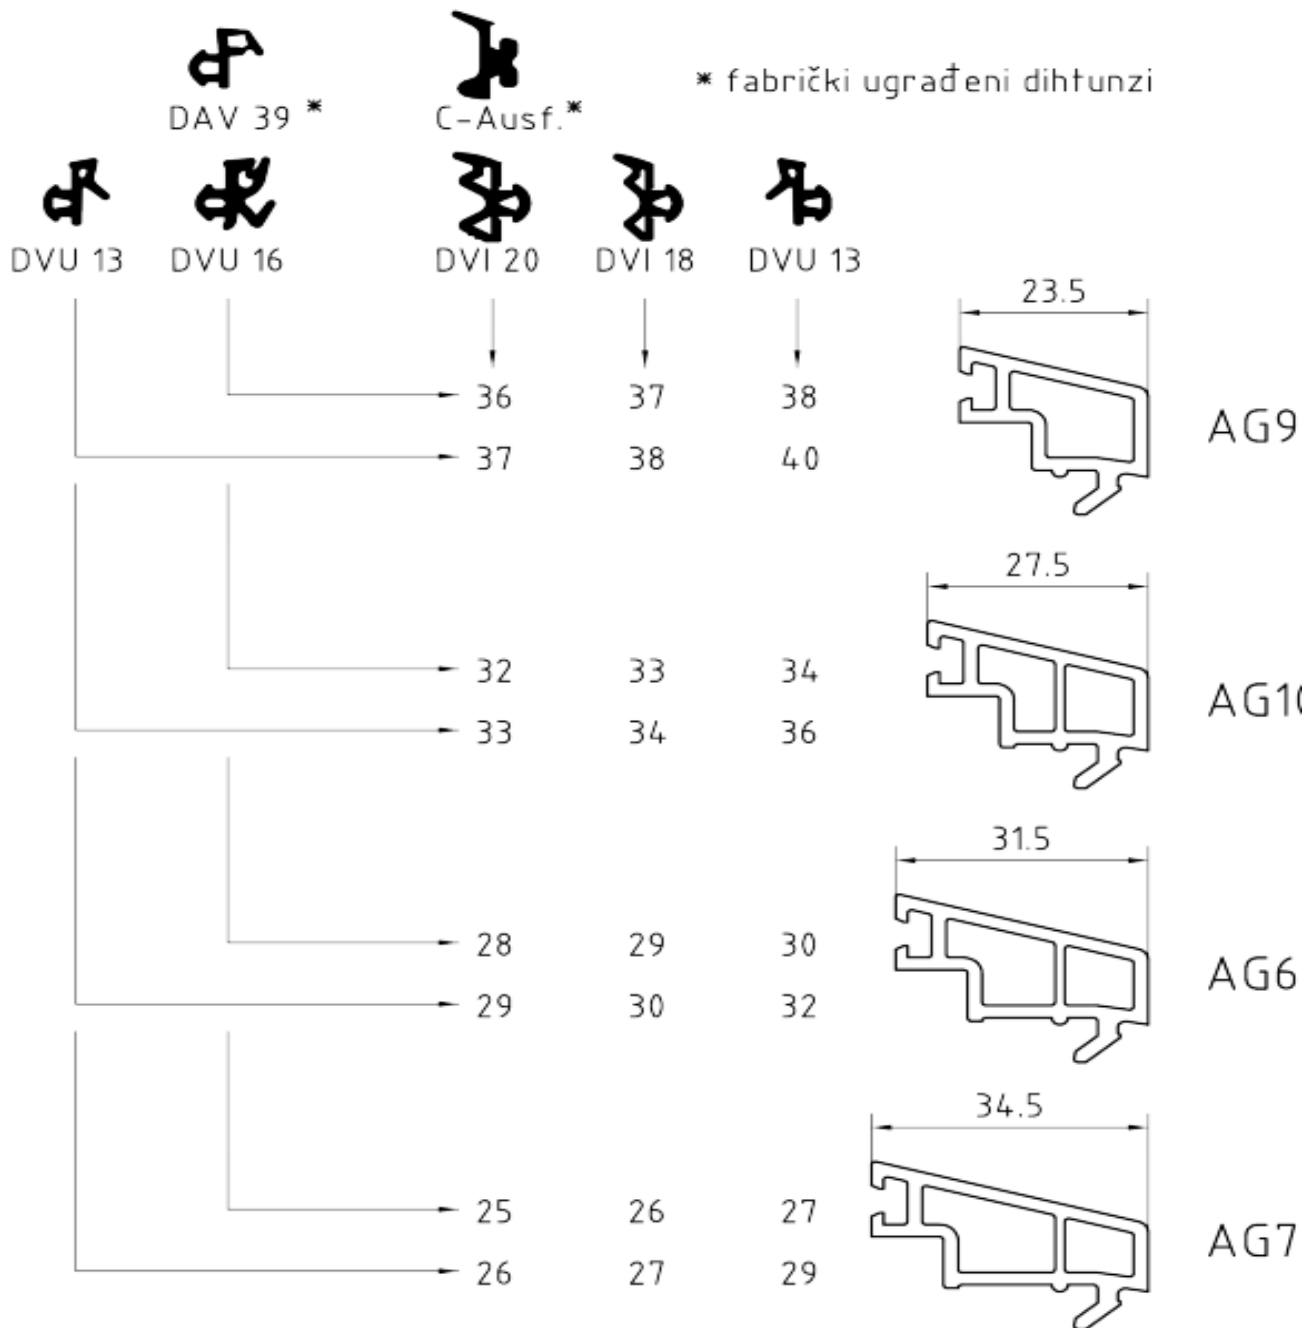 DAV 39 * C-Ausf.* * fabrički ugrađeni dihtunzi
DVU 13 DVU 16 DVI 20 DVI 18 DVU 13
23.5
36 37 38
AG9
37 38 40
27.5
32 33 34
AG10
33 34 36
31.5
28 29 30
AG6
29 30 32
34.5
25 26 27
AG7
26 27 29